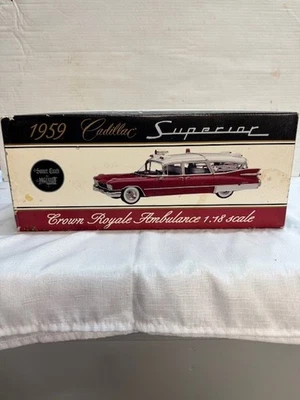 1959 Cadillac Superior
Crown Royale Ambulance 1:18 scale